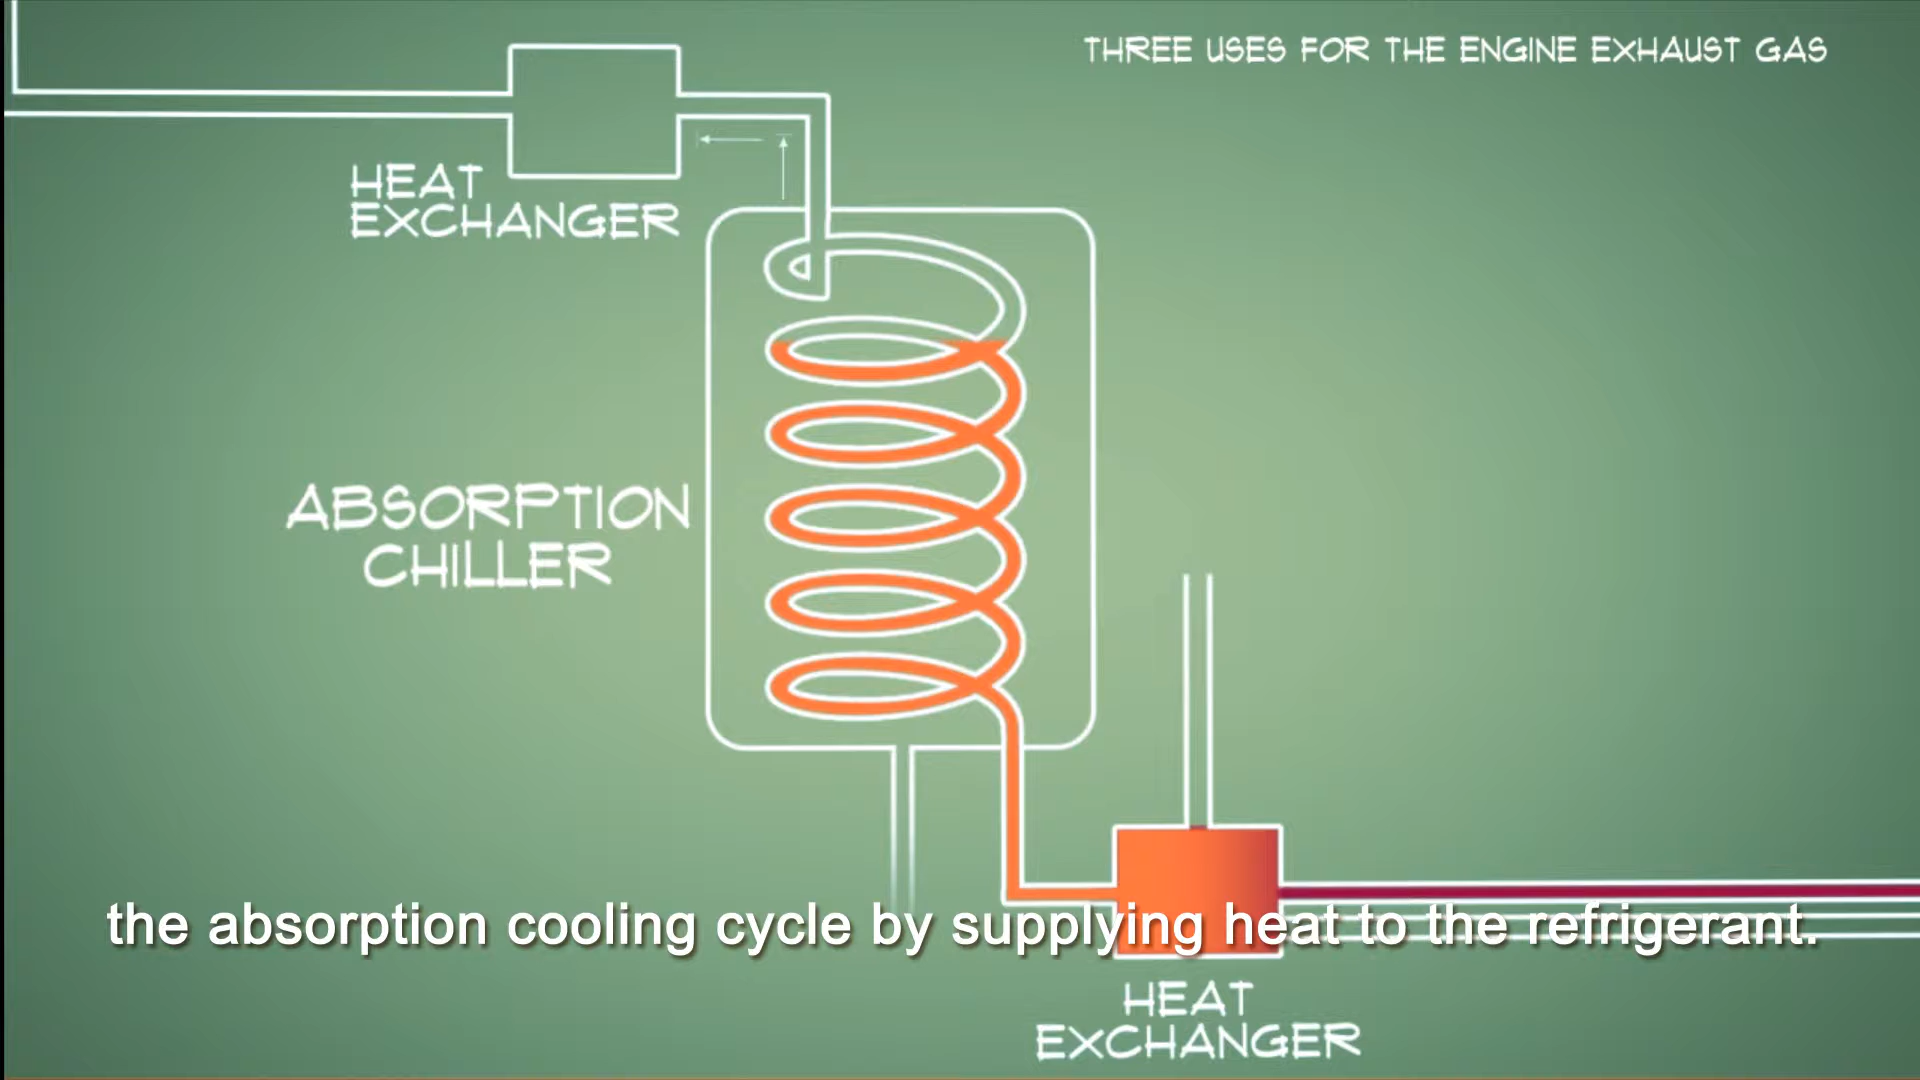 THREE USES FOR THE ENGINE EXHAUST GAS
HEAT
EXCHANGER
ABSORPTION
CHILLER
the absorption cooling cycle by supplying heat to the refrigerant.
HEAT
EXCHANGER